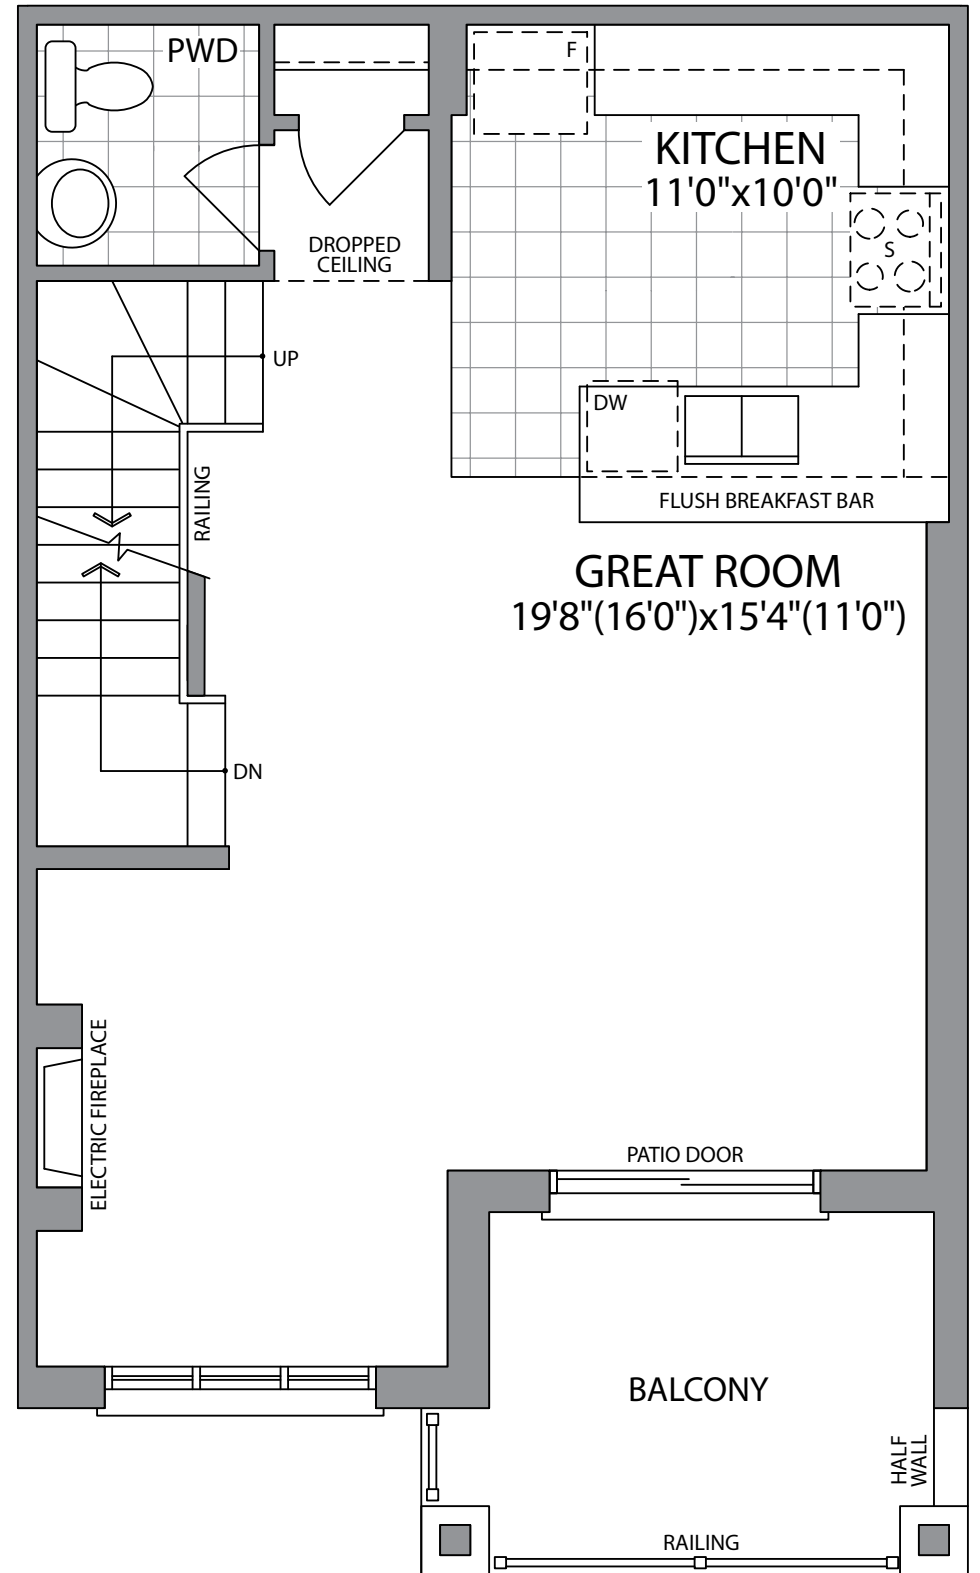 PWD
F
KITCHEN
11'0"x10'0"
S
DROPPED
CEILING
UP
DW
RAILING
FLUSH BREAKFAST BAR
GREAT ROOM
19'8"(16'0")x15'4"(11'0")
DN
ELECTRIC FIREPLACE
PATIO DOOR
BALCONY
HALF
WALL
RAILING